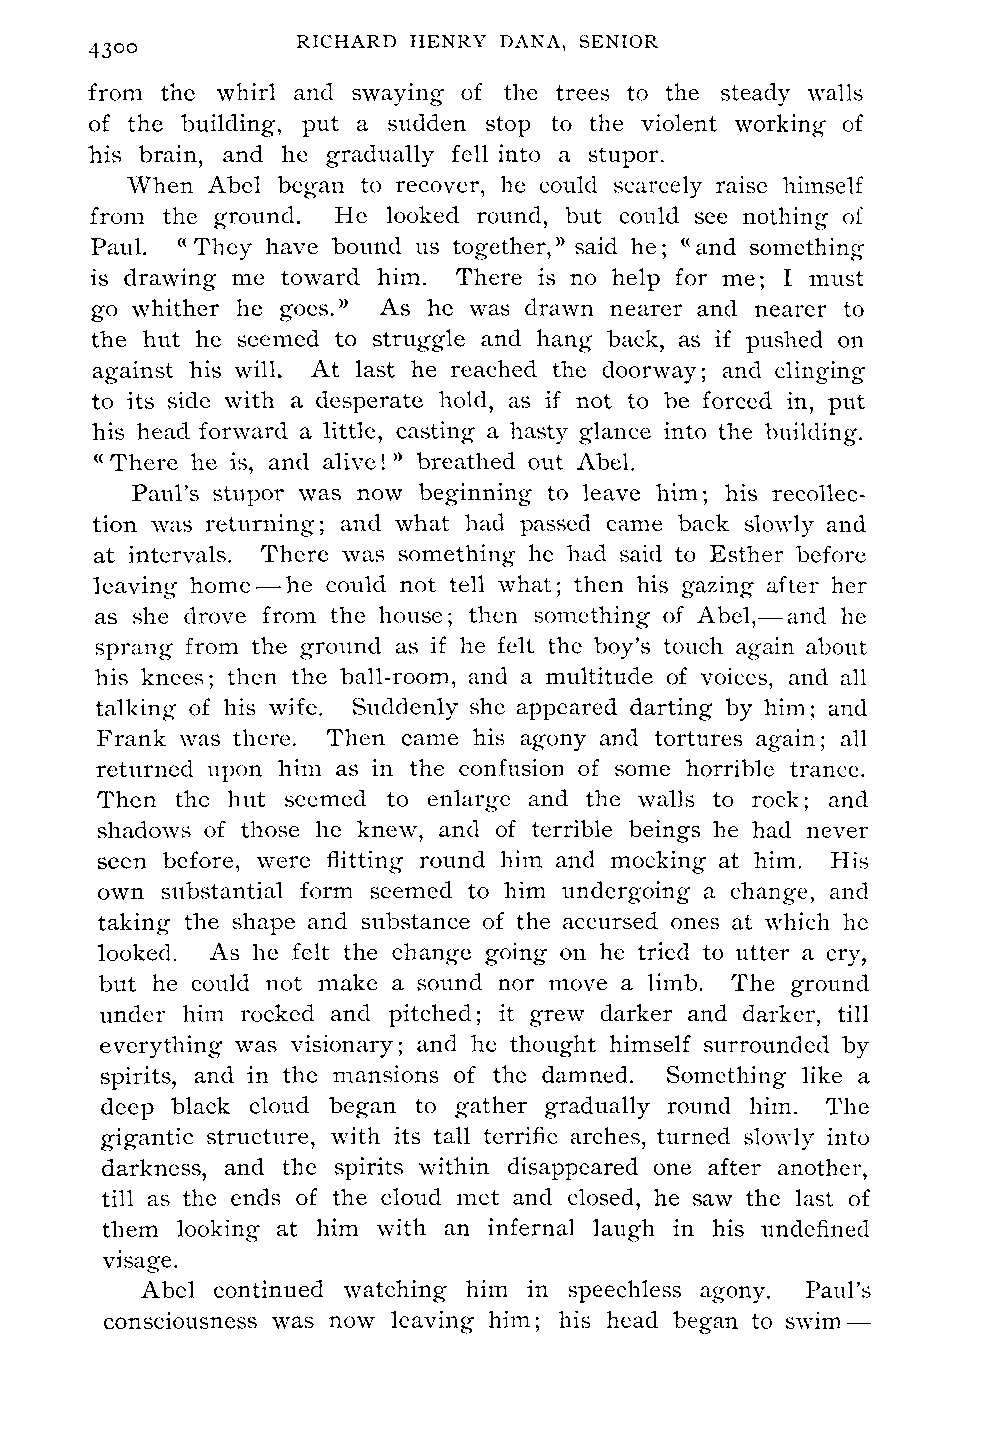 4300
RICHARD HENRY DANA, SENIOR
from the whirl and swaying of the trees to the steady walls
of the building, put a sudden stop to the violent working of
his brain, and he gradually fell into a stupor.
When Abel began to recover, he could scarcely raise himself
from the ground. He looked round, but could see nothing of
Paul. « They have bound us together,» said he; «and something
is drawing me toward him. There is no help for me; I must
go whither he goes.» As he was drawn nearer and nearer to
the hut he seemed to struggle and hang back, as if pushed on
against his will. At last he reached the doorway; and clinging
to its side with a desperate hold, as if not to be forced in, put
his head forward a little, casting a hasty glance into the building.
« There he is, and alive! » breathed out Abel.
Paul's stupor was now beginning to leave him; his recollec-
tion was returning; and what had passed came back slowly and
at intervals. There was something he had said to Esther before
leaving home — he could not tell what; then his gazing after her
as she drove from the house; then something of Abel,— and he
sprang from the ground as if he felt the boy's touch again about
his knees; then the ball-room, and a multitude of voices, and all
talking of his wife. Suddenly she appeared darting by him; and
Frank was there. Then came his agony and tortures again; all
returned upon him as in the confusion of some horrible trance.
Then the hut seemed to enlarge and the walls to rock; and
shadows of those he knew, and of terrible beings he had never
seen before, were flitting round him and mocking at him. His
own substantial form seemed to him undergoing a change, and
taking the shape and substance of the accursed ones at which he
looked. As he felt the change going on he tried to utter a cry,
but he could not make a sound nor move a limb. The ground
under him rocked and pitched; it grew darker and darker, till
everything was visionary; and he thought himself surrounded by
spirits, and in the mansions of the damned. Something like a
deep black cloud began to gather gradually round him. The
gigantic structure, with its tall terrific arches, turned slowly into
darkness, and the spirits within disappeared one after another,
till as the ends of the cloud met and closed, he saw the last of
them looking at him with an infernal laugh in his undefined
visage.
Abel continued watching him in speechless agony. Paul's
consciousness was now leaving him; his head began to swim —